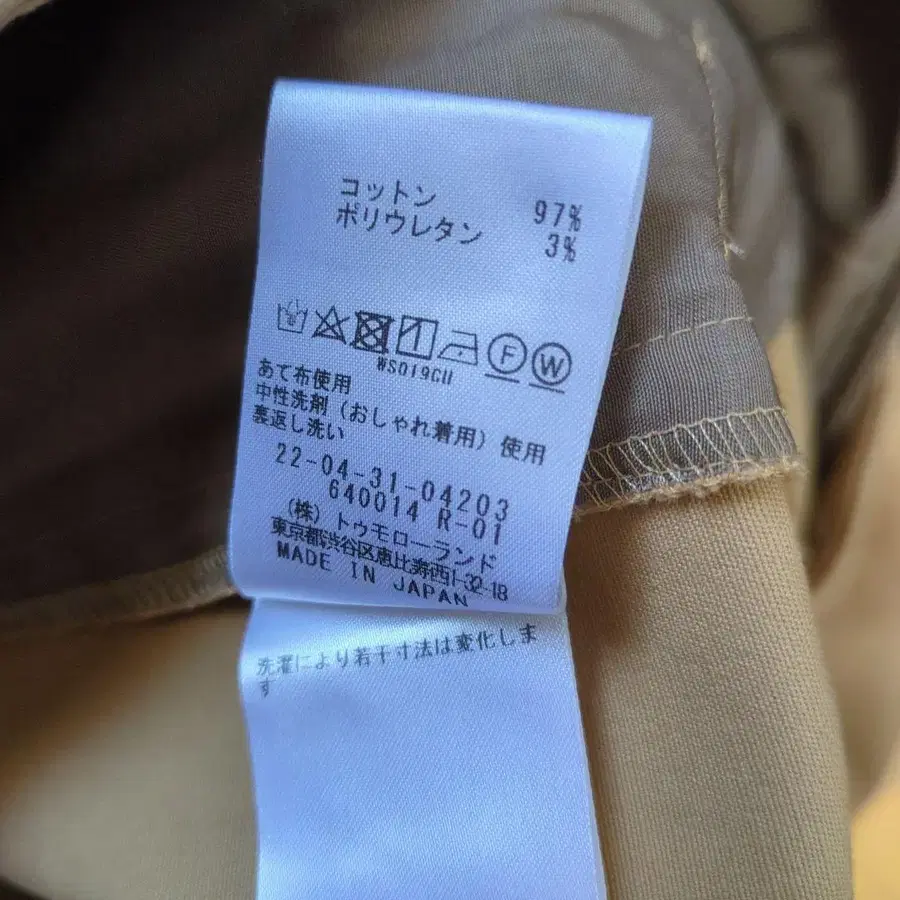 コットン 97%
ポリウレタン 3%
F W
WS019CU
あて布使用
中性洗剤(おしゃれ着用)使用
裏返し洗い
22-04-31-04203
640014 R-01
(株)トゥモローランド
東京都渋谷区恵比寿西1-32-18
MADE IN JAPAN
洗濯により若干寸法は変化しま
す